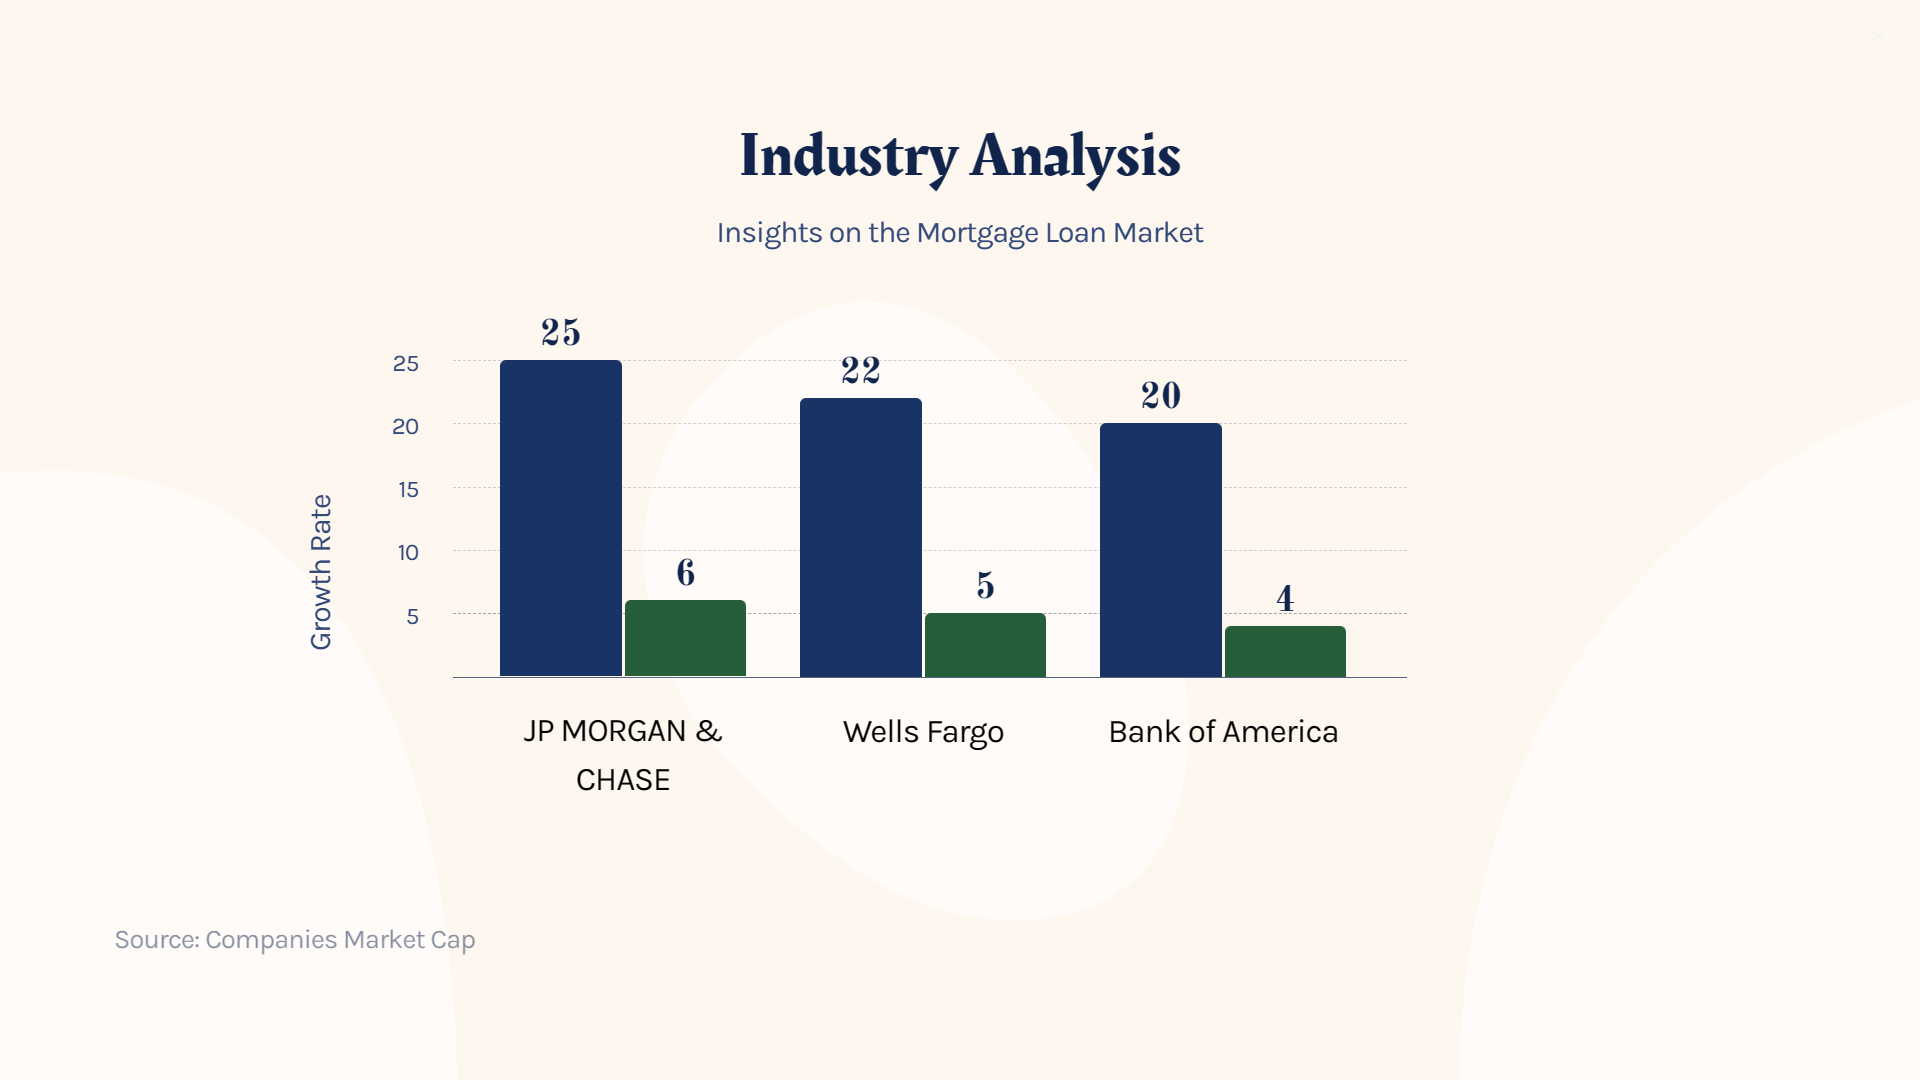 Industry Analysis
Insights on the Mortgage Loan Market
25
22
20
6
5
4
25
20
15
10
5
Growth Rate
JP MORGAN &
CHASE
Wells Fargo
Bank of America
Source: Companies Market Cap